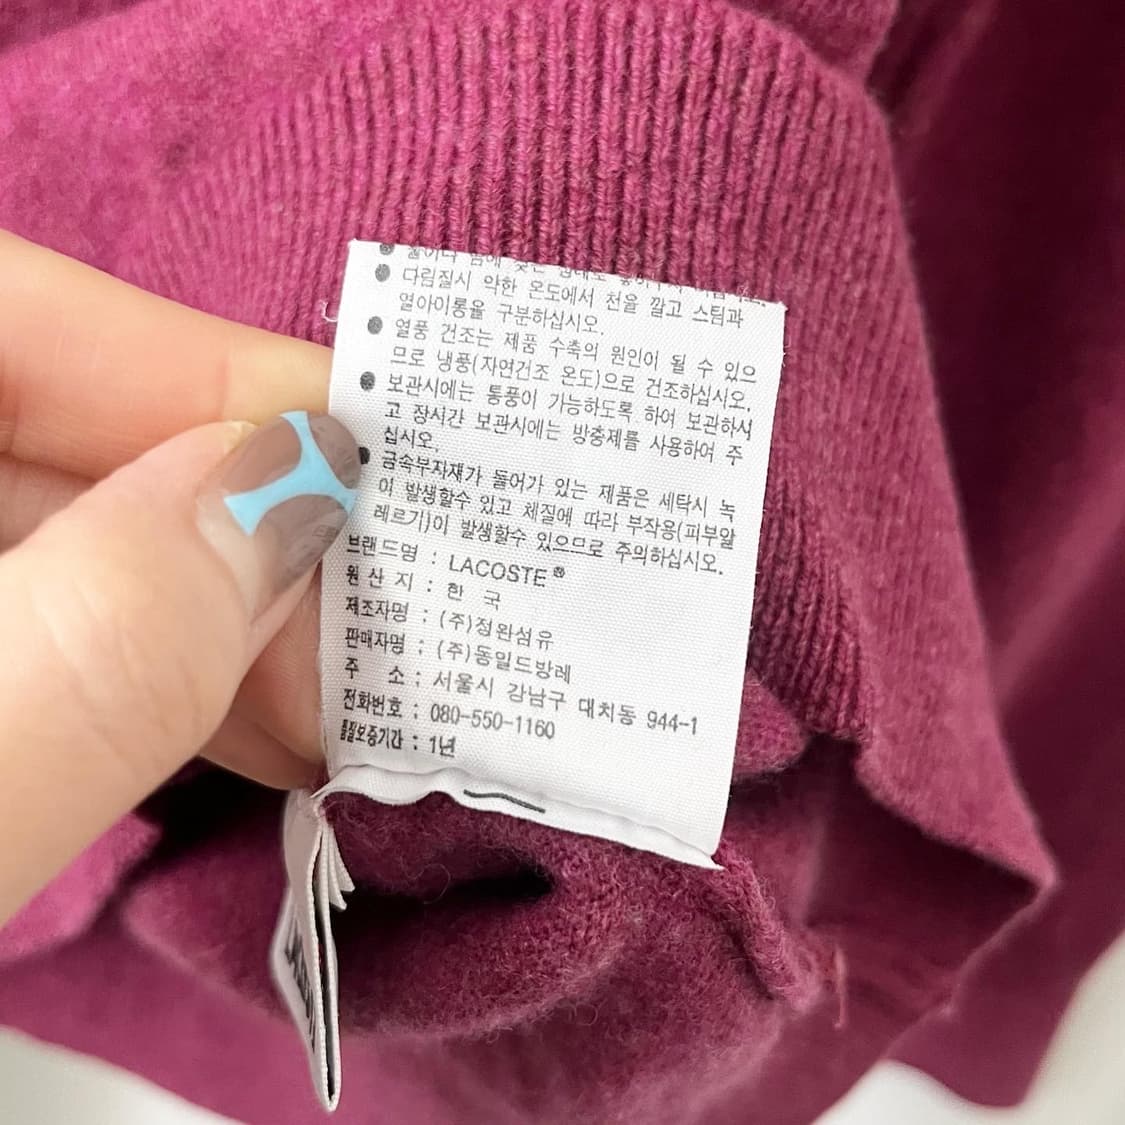 ● 다림질시 약한 온도에서 천을 깔고 스팀과
열아이롱율 구분하십시오.
● 열풍 건조는 제품 수축의 원인이 될 수 있으
므로 냉풍(자연건조 온도)으로 건조하십시오.
● 보관시에는 통풍이 가능하도록 하여 보관하시
고 장시간 보관시에는 방충제를 사용하여 주
십시오.
● 금속부자재가 들어가 있는 제품은 세탁시 녹
이 발생할수 있고 체질에 따라 부작용(피부알
레르기)이 발생할수 있으므로 주의하십시오.
브랜드명 : LACOSTE®
원 산 지 : 한 국
제조자명 : (주)정완섬유
판매자명 : (주)동일드방레
주 소 : 서울시 강남구 대치동 944-1
전화번호 : 080-550-1160
품질보증기간 : 1년